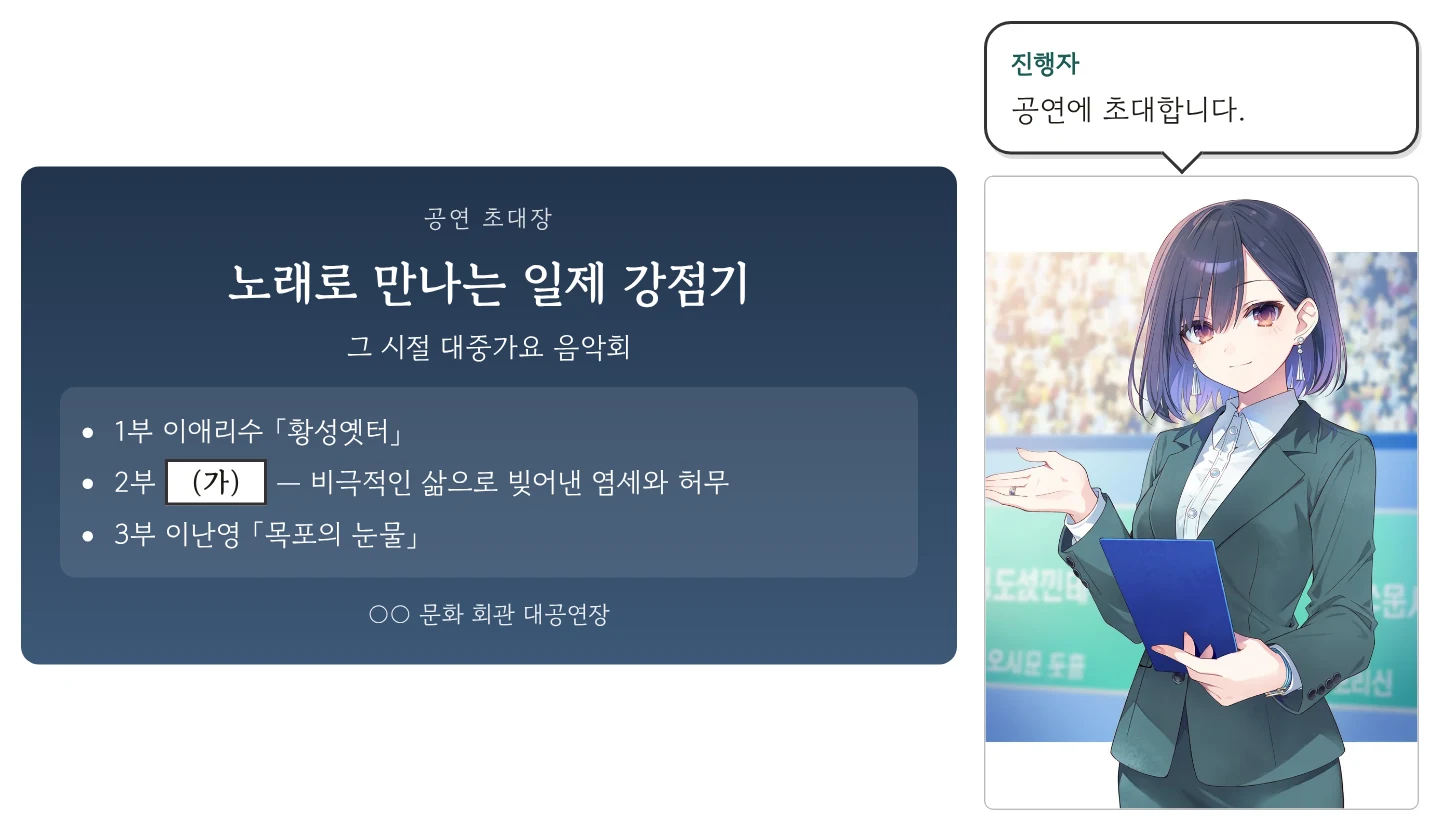 진행자
공연에 초대합니다.
공연 초대장
노래로 만나는 일제 강점기
그 시절 대중가요 음악회
• 1부 이애리수 「황성옛터」
• 2부 (가) — 비극적인 삶으로 빚어낸 염세와 허무
• 3부 이난영 「목포의 눈물」
○○ 문화 회관 대공연장